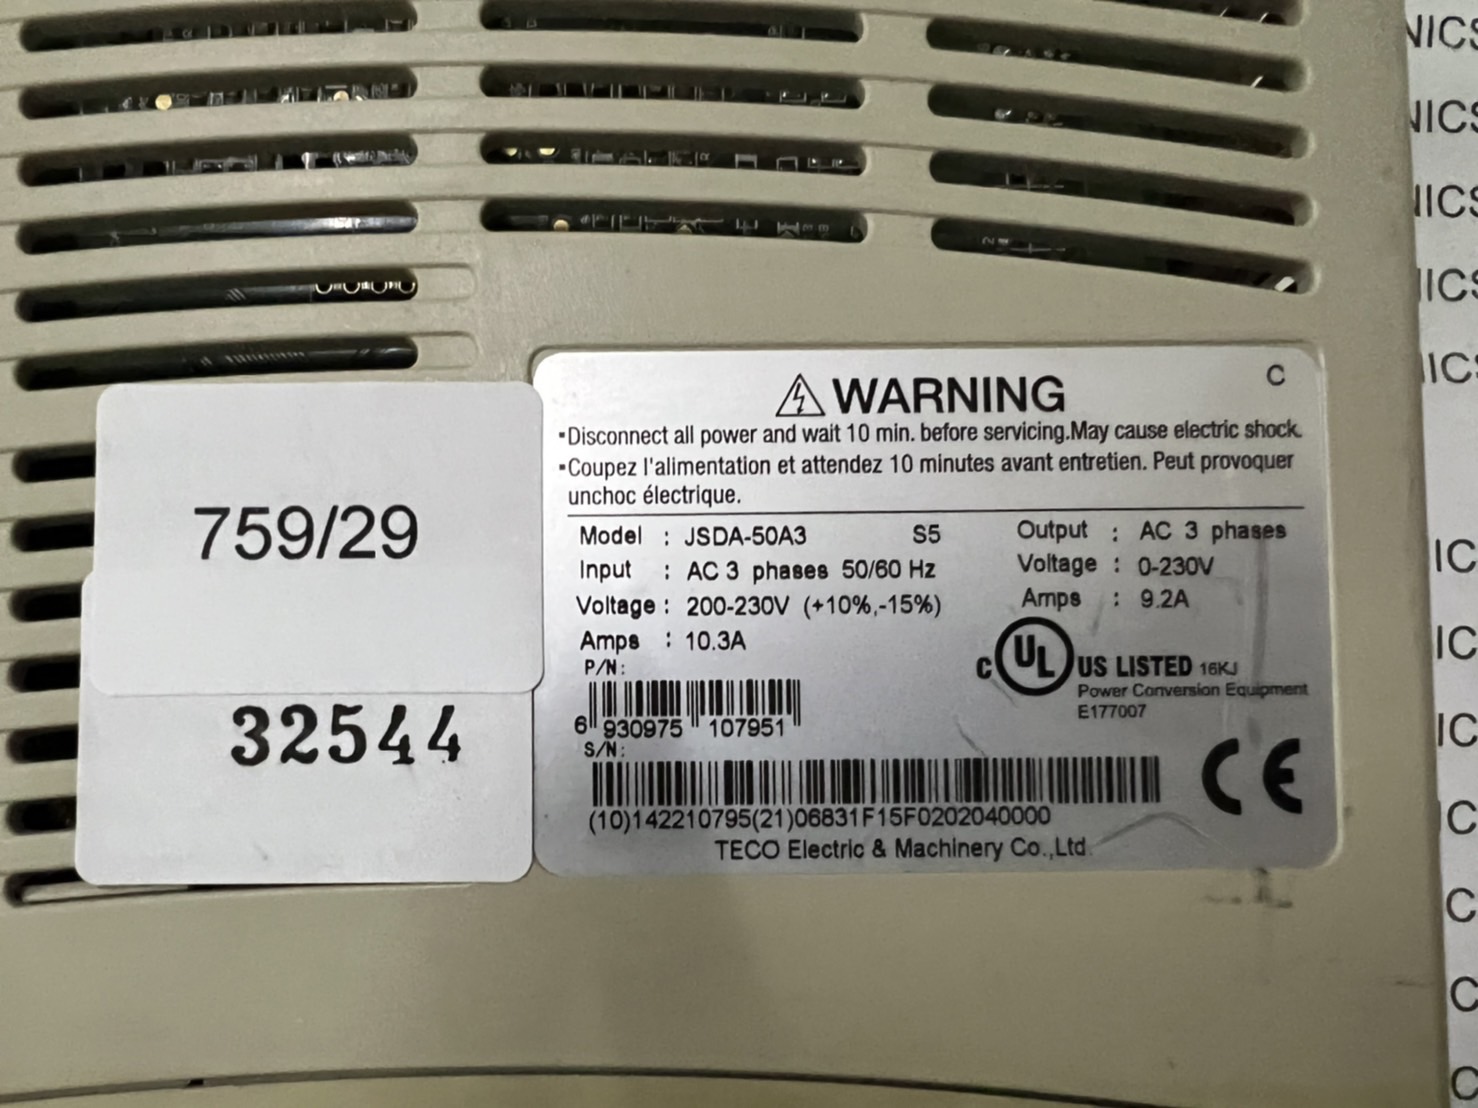 759/29
32544
C
WARNING
▪Disconnect all power and wait 10 min. before servicing.May cause electric shock.
▪Coupez l'alimentation et attendez 10 minutes avant entretien. Peut provoquer
unchoc électrique.
Model : JSDA-50A3 S5
Input : AC 3 phases 50/60 Hz
Voltage : 200-230V (+10%,-15%)
Amps : 10.3A
Output : AC 3 phases
Voltage : 0-230V
Amps : 9.2A
P/N:
6 930975 107951
C UL US LISTED 16KJ
Power Conversion Equipment
E177007
S/N:
(10)142210795(21)06831F15F0202040000
CE
TECO Electric & Machinery Co.,Ltd.